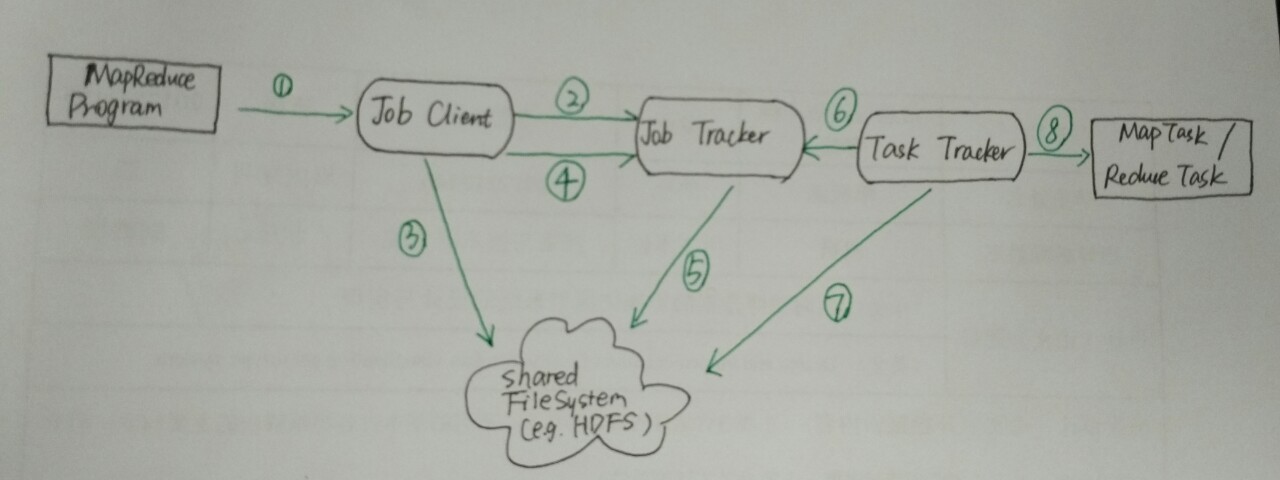 MapReduce
Program
①
Job Client
②
④
Job Tracker
⑥
Task Tracker
⑧
MapTask /
Reduce Task
③
⑤
⑦
shared
FileSystem
(e.g. HDFS)